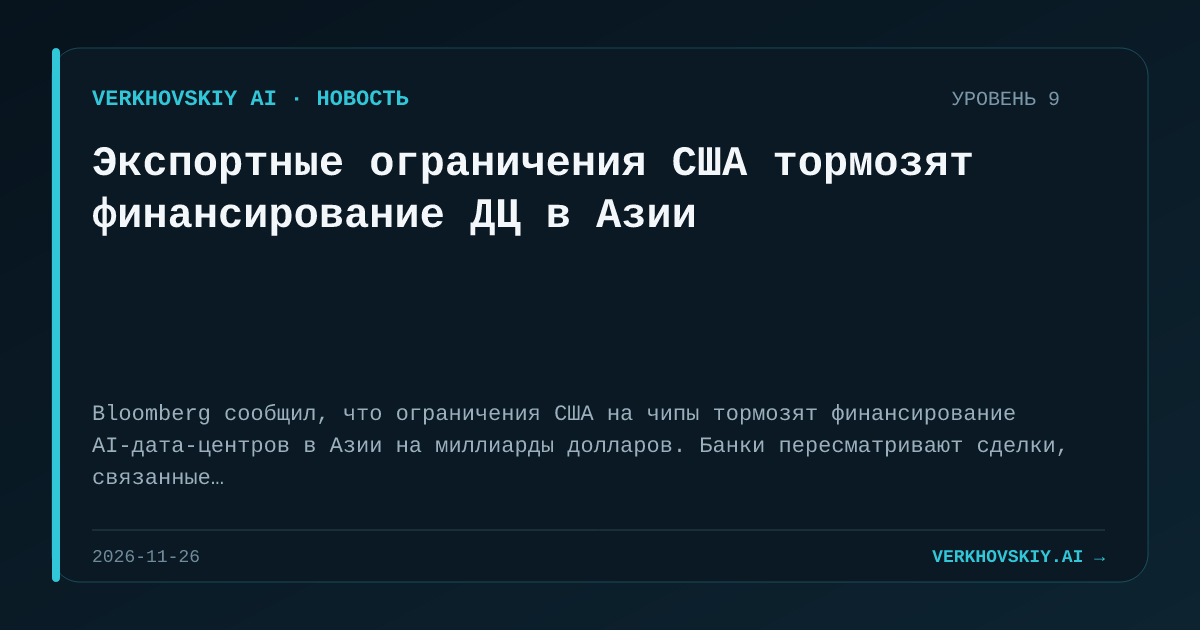 VERKHOVSKIY AI · НОВОСТЬ
УРОВЕНЬ 9
Экспортные ограничения США тормозят
финансирование ДЦ в Азии
Bloomberg сообщил, что ограничения США на чипы тормозят финансирование
AI-дата-центров в Азии на миллиарды долларов. Банки пересматривают сделки,
связанные…
2026-11-26
VERKHOVSKIY.AI →